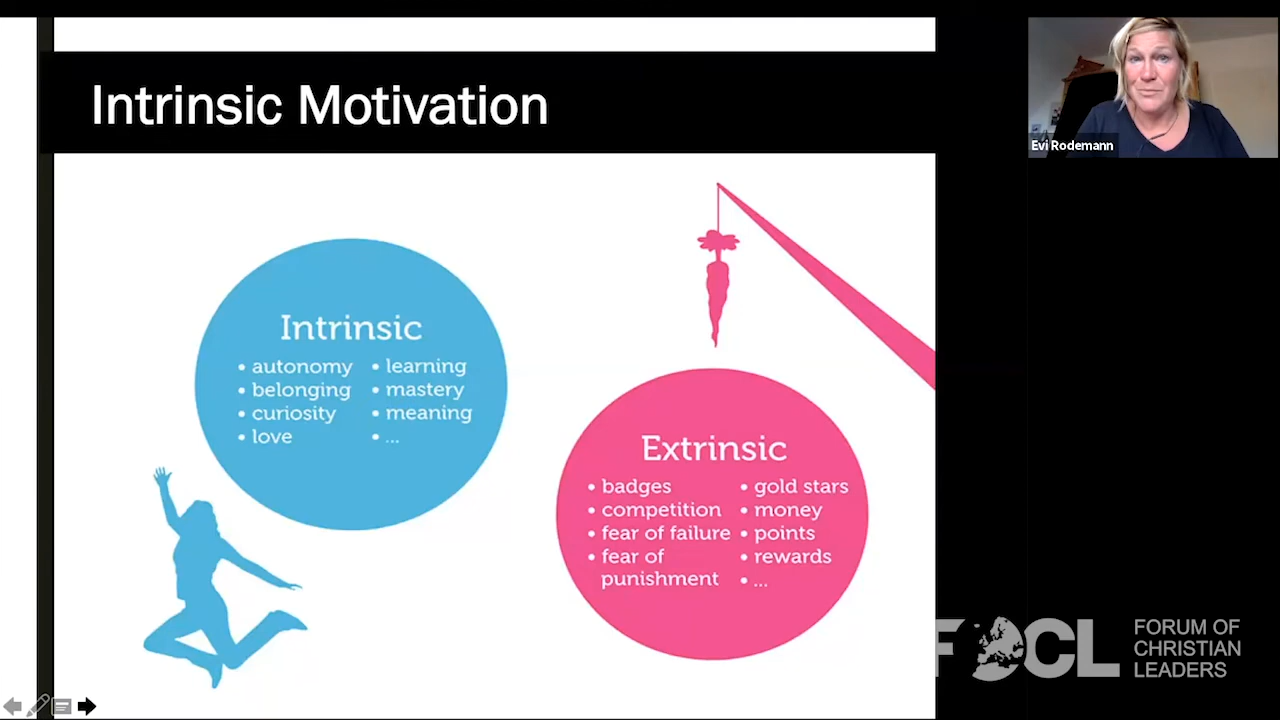 Intrinsic Motivation
Evi Rodemann
Intrinsic
• autonomy
• belonging
• curiosity
• love
• learning
• mastery
• meaning
• ...
Extrinsic
• badges
• competition
• fear of failure
• fear of
punishment
• gold stars
• money
• points
• rewards
• ...
FOCL
FORUM OF
CHRISTIAN
LEADERS